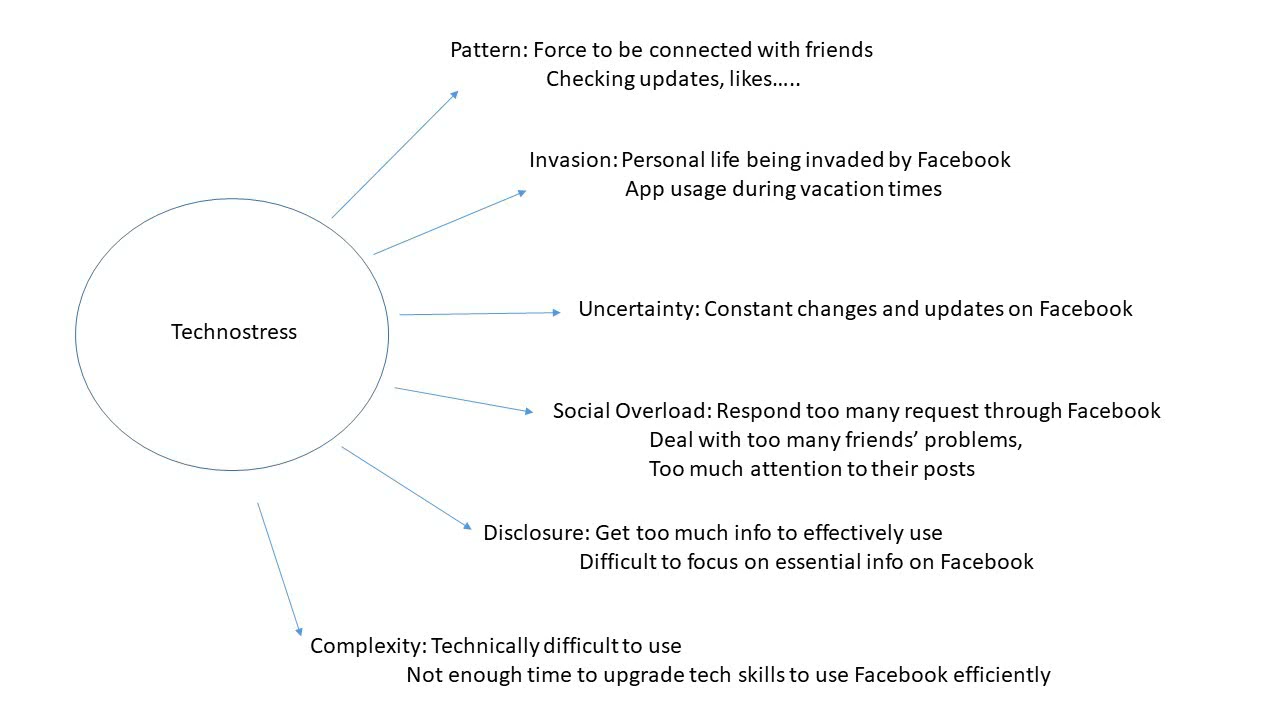 Pattern: Force to be connected with friends
Checking updates, likes…..
Invasion: Personal life being invaded by Facebook
App usage during vacation times
Technostress
Uncertainty: Constant changes and updates on Facebook
Social Overload: Respond too many request through Facebook
Deal with too many friends’ problems,
Too much attention to their posts
Disclosure: Get too much info to effectively use
Difficult to focus on essential info on Facebook
Complexity: Technically difficult to use
Not enough time to upgrade tech skills to use Facebook efficiently